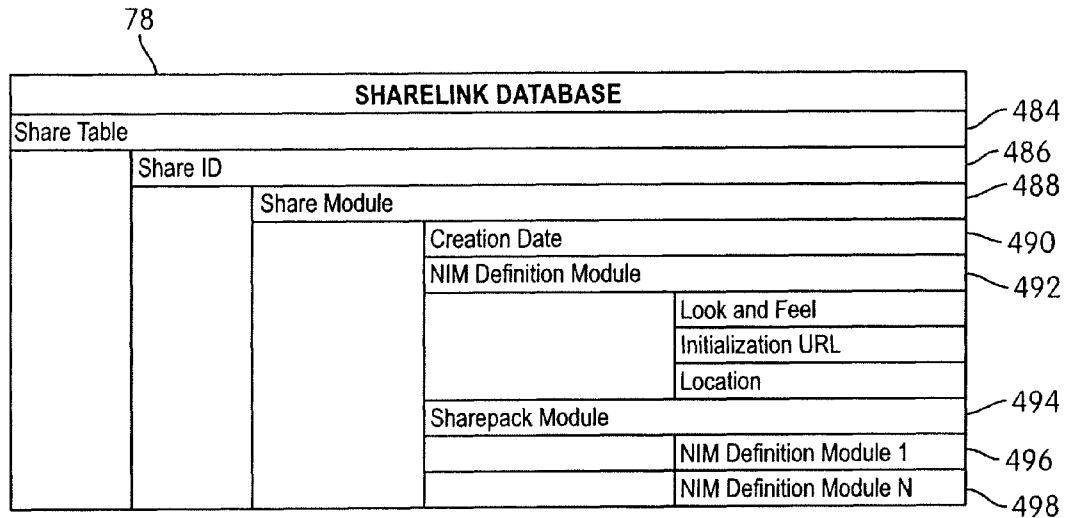 78
SHARELINK DATABASE
Share Table
484
Share ID
486
Share Module
488
Creation Date
490
NIM Definition Module
492
Look and Feel
Initialization URL
Location
Sharepack Module
494
NIM Definition Module 1
496
NIM Definition Module N
498